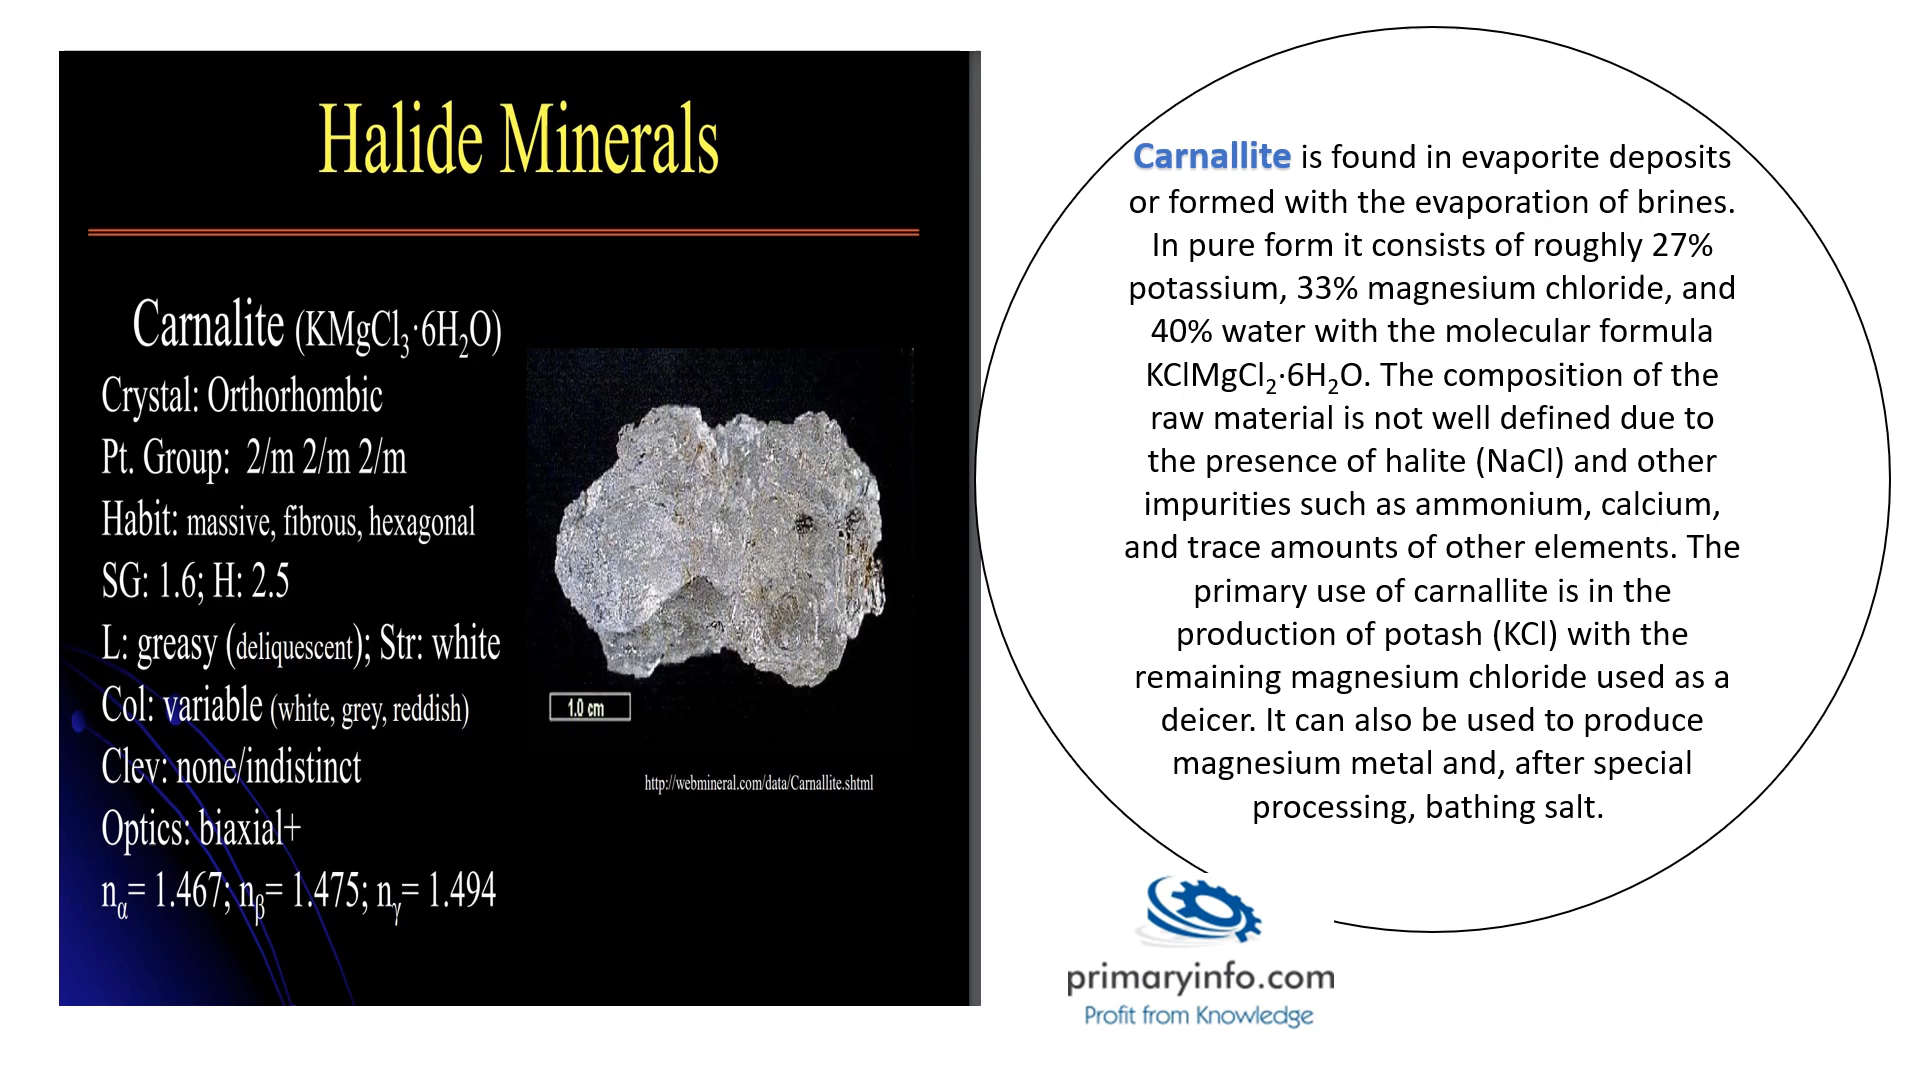 Halide Minerals
Carnalite (KMgCl₃·6H₂O)
Crystal: Orthorhombic
Pt. Group: 2/m 2/m 2/m
Habit: massive, fibrous, hexagonal
SG: 1.6; H: 2.5
L: greasy (deliquescent); Str: white
Col: variable (white, grey, reddish)
Clev: none/indistinct
Optics: biaxial+
nα= 1.467; nβ= 1.475; nγ= 1.494
1.0 cm
http://webmineral.com/data/Carnallite.shtml
Carnallite is found in evaporite deposits
or formed with the evaporation of brines.
In pure form it consists of roughly 27%
potassium, 33% magnesium chloride, and
40% water with the molecular formula
KClMgCl₂·6H₂O. The composition of the
raw material is not well defined due to
the presence of halite (NaCl) and other
impurities such as ammonium, calcium,
and trace amounts of other elements. The
primary use of carnallite is in the
production of potash (KCl) with the
remaining magnesium chloride used as a
deicer. It can also be used to produce
magnesium metal and, after special
processing, bathing salt.
primaryinfo.com
Profit from Knowledge